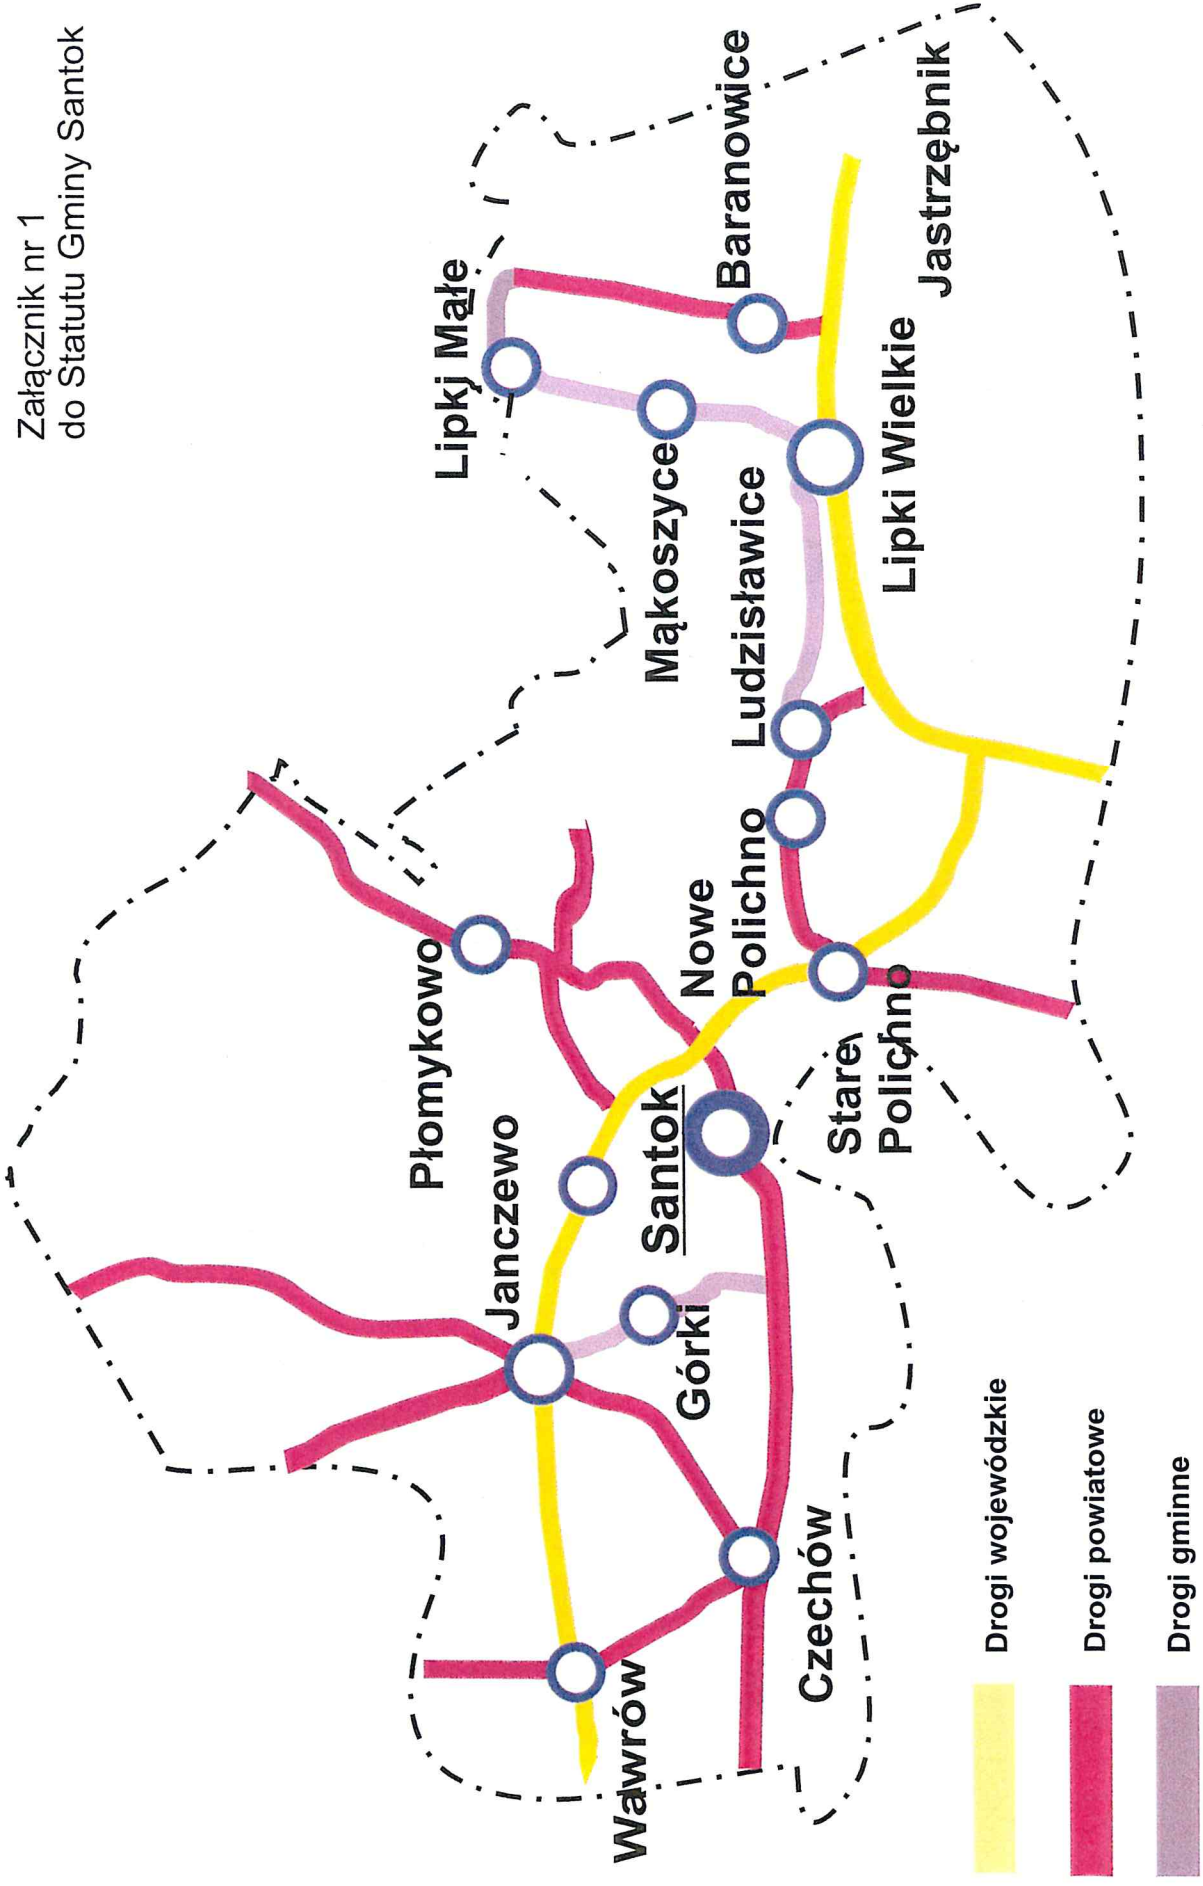 Załącznik nr 1
do Statutu Gminy Santok
Lipki Małe
Baranowice
Mąkoszyce
Ludzisławice
Lipki Wielkie
Jastrzębnik
Płomykowo
Nowe
Polichno
Janczewo
Santok
Stare
Polichno
Górki
Wawrów
Czechów
Drogi wojewódzkie
Drogi powiatowe
Drogi gminne